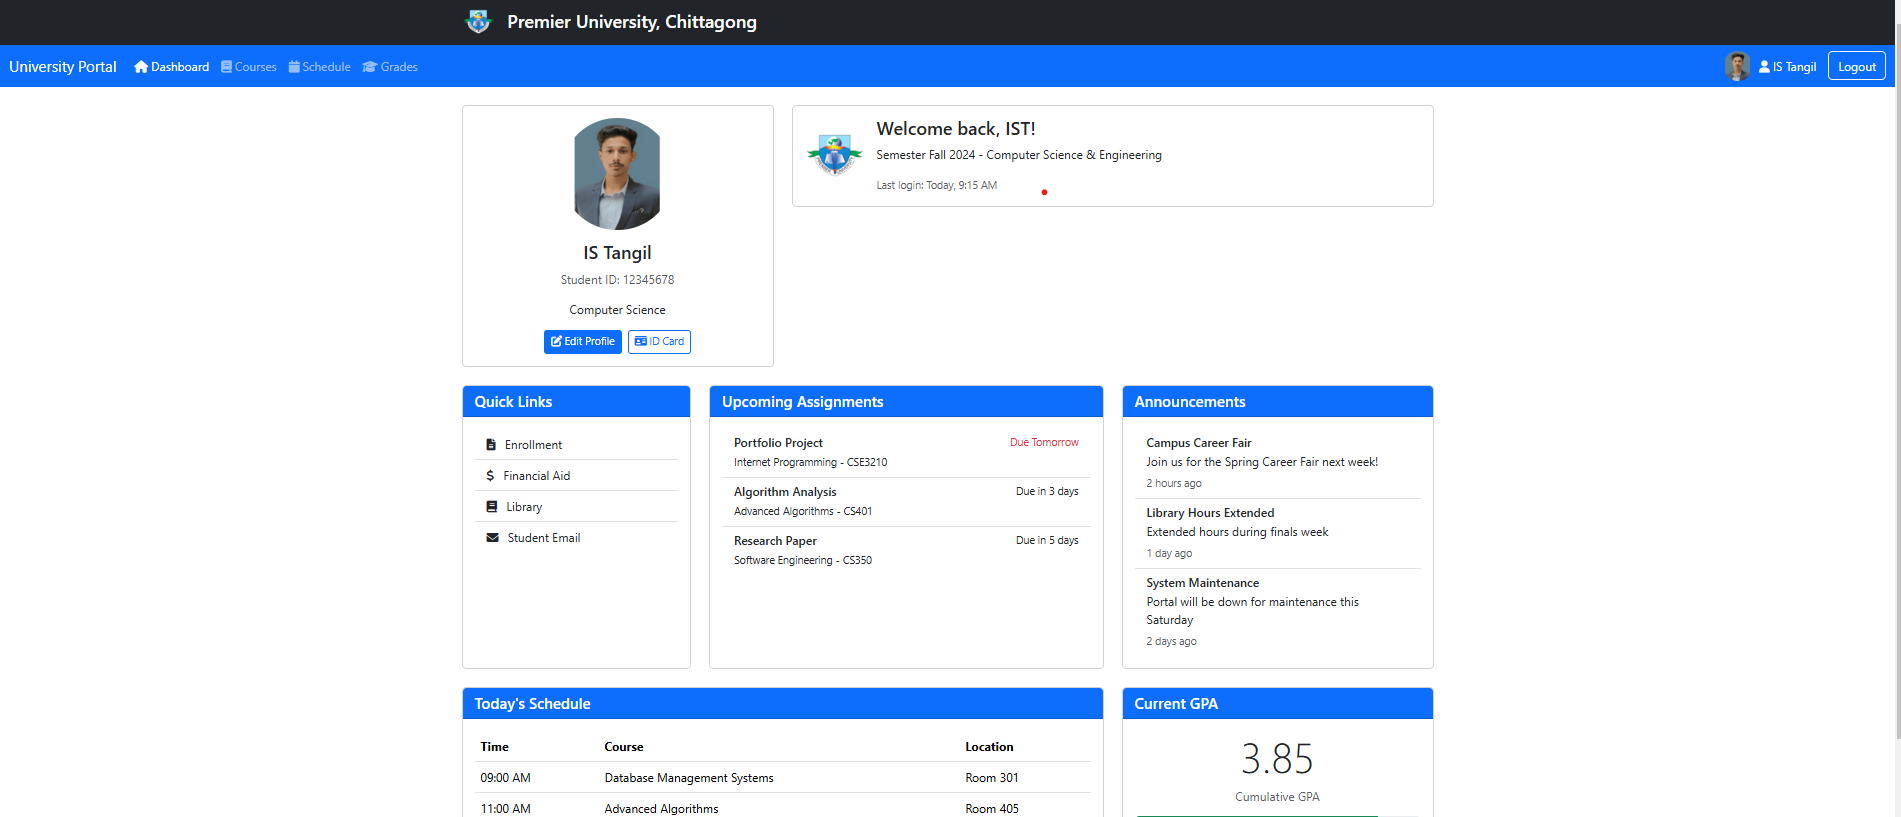 Premier University, Chittagong
University Portal Dashboard Courses Schedule Grades IS Tangil Logout
IS Tangil
Student ID: 12345678
Computer Science
Edit Profile ID Card
Welcome back, IST!
Semester Fall 2024 - Computer Science & Engineering
Last login: Today, 9:15 AM
Quick Links
Enrollment
Financial Aid
Library
Student Email
Upcoming Assignments
Portfolio Project Due Tomorrow
Internet Programming - CSE3210
Algorithm Analysis Due in 3 days
Advanced Algorithms - CS401
Research Paper Due in 5 days
Software Engineering - CS350
Announcements
Campus Career Fair
Join us for the Spring Career Fair next week!
2 hours ago
Library Hours Extended
Extended hours during finals week
1 day ago
System Maintenance
Portal will be down for maintenance this
Saturday
2 days ago
Today's Schedule
Time Course Location
09:00 AM Database Management Systems Room 301
11:00 AM Advanced Algorithms Room 405
Current GPA
3.85
Cumulative GPA